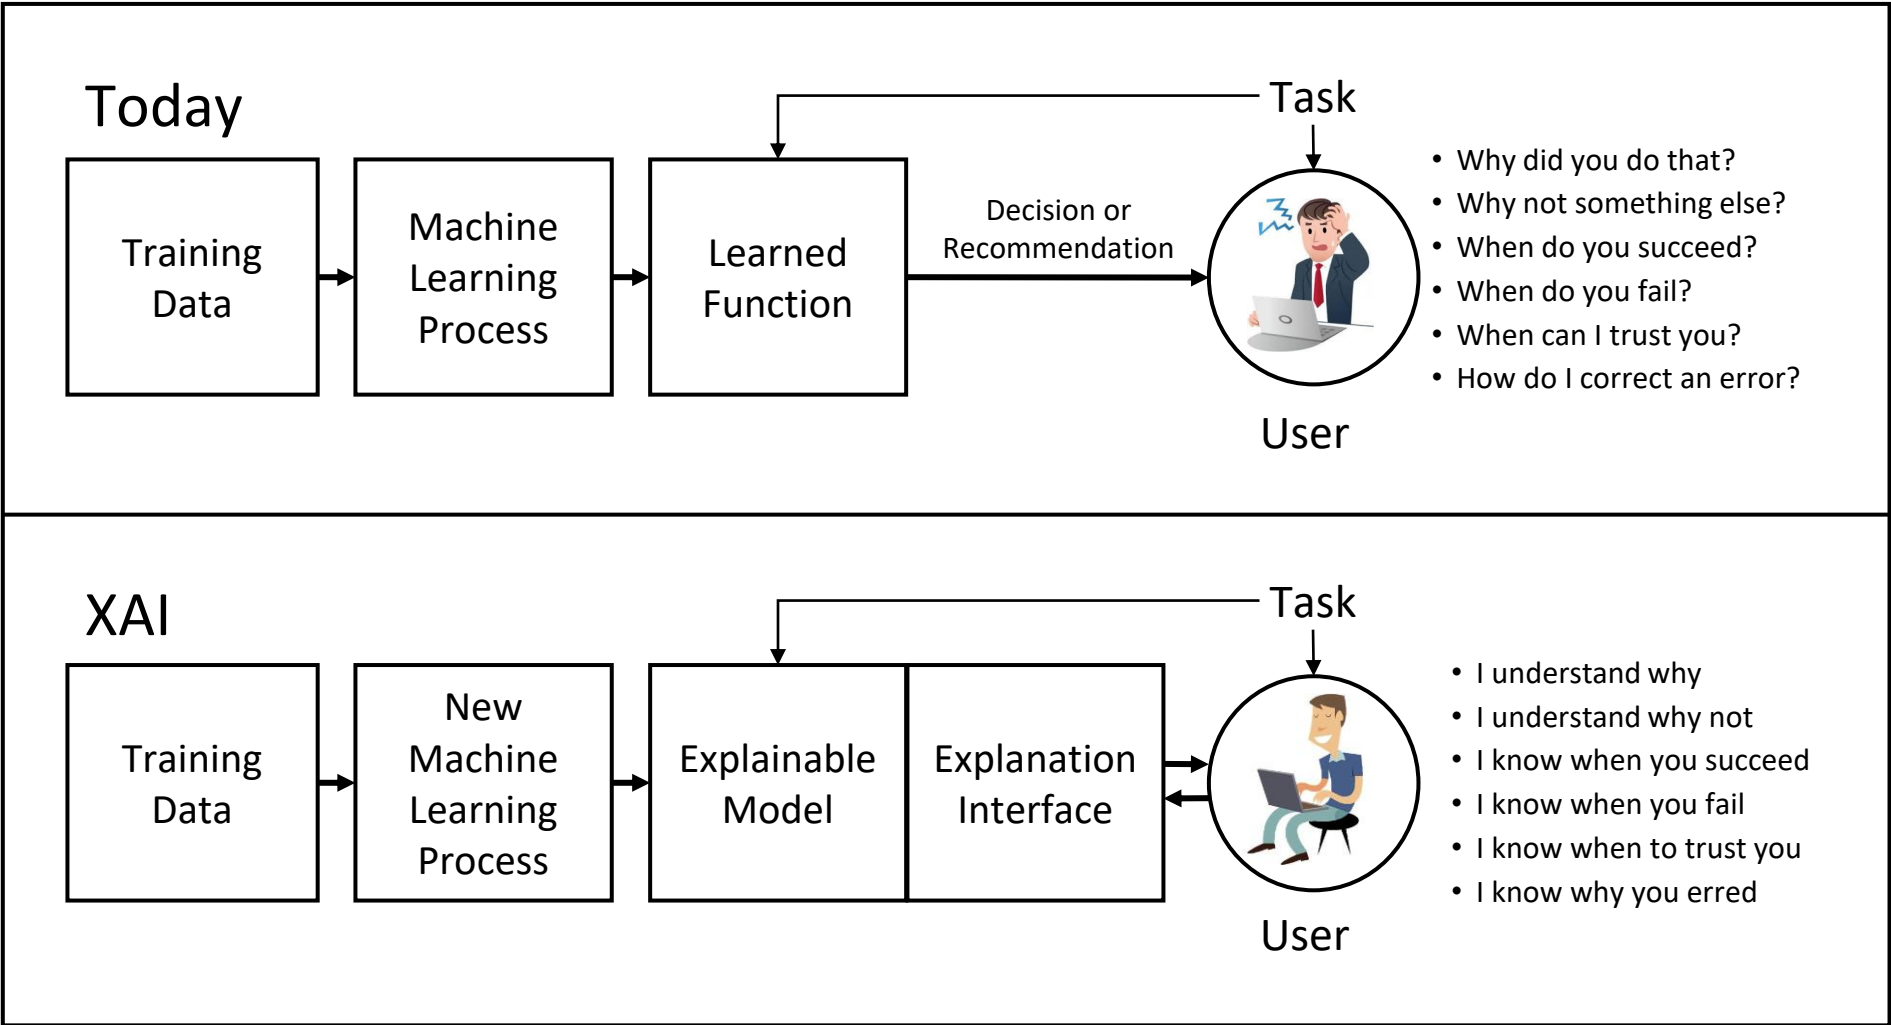 Today
Task
Training
Data
Machine
Learning
Process
Learned
Function
Decision or
Recommendation
User
• Why did you do that?
• Why not something else?
• When do you succeed?
• When do you fail?
• When can I trust you?
• How do I correct an error?
XAI
Task
Training
Data
New
Machine
Learning
Process
Explainable
Model
Explanation
Interface
User
• I understand why
• I understand why not
• I know when you succeed
• I know when you fail
• I know when to trust you
• I know why you erred